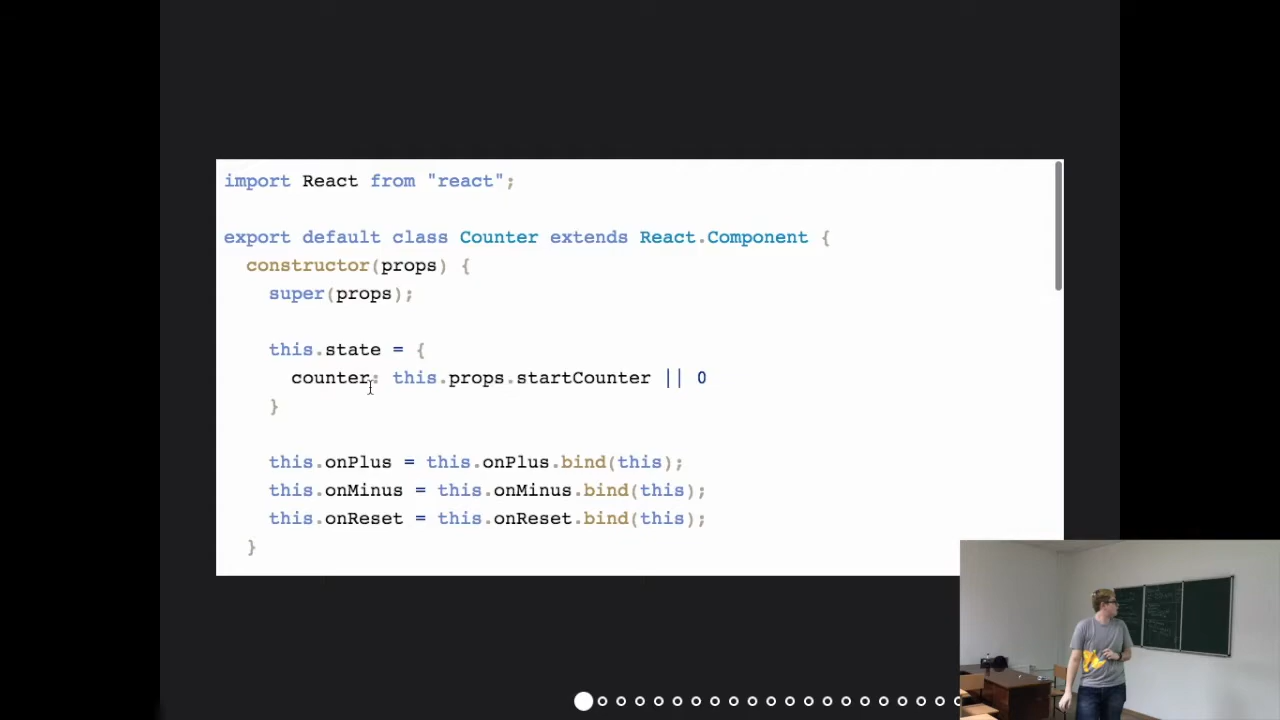 import React from "react";
export default class Counter extends React.Component {
constructor(props) {
super(props);
this.state = {
counter: this.props.startCounter || 0
}
this.onPlus = this.onPlus.bind(this);
this.onMinus = this.onMinus.bind(this);
this.onReset = this.onReset.bind(this);
}